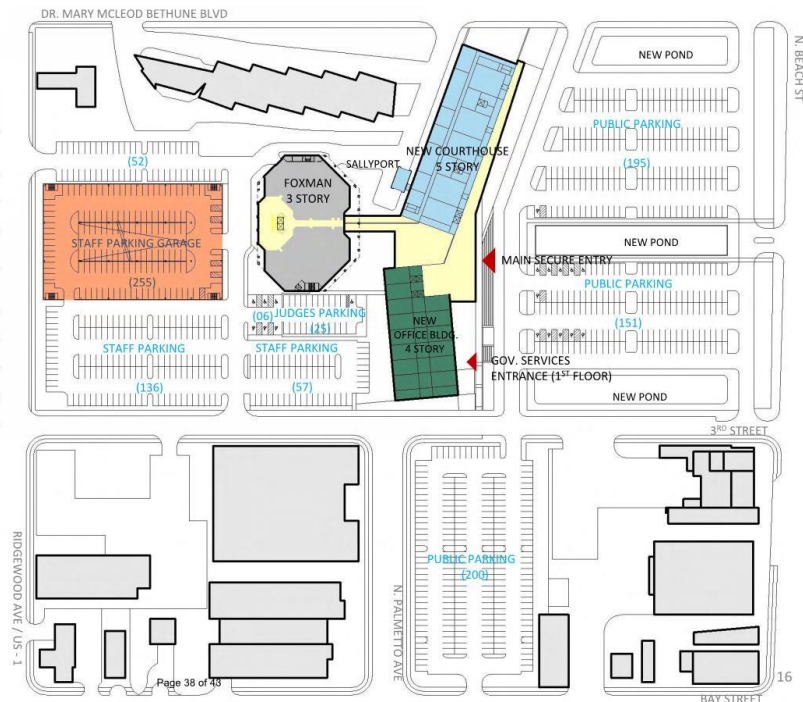 DR. MARY MCLEOD BETHUNE BLVD
N. BEACH ST
NEW POND
PUBLIC PARKING
(195)
NEW COURTHOUSE
5 STORY
SALLYPORT
(52)
FOXMAN
3 STORY
STAFF PARKING GARAGE
(255)
NEW POND
MAIN SECURE ENTRY
PUBLIC PARKING
(151)
(06) JUDGES PARKING
(25)
STAFF PARKING
(136)
STAFF PARKING
(57)
NEW
OFFICE BLDG.
4 STORY
GOV. SERVICES
ENTRANCE (1ST FLOOR)
NEW POND
3RD STREET
RIDGEWOOD AVE / US - 1
N. PALMETTO AVE
PUBLIC PARKING
(200)
Page 38 of 43
16
BAY STREET